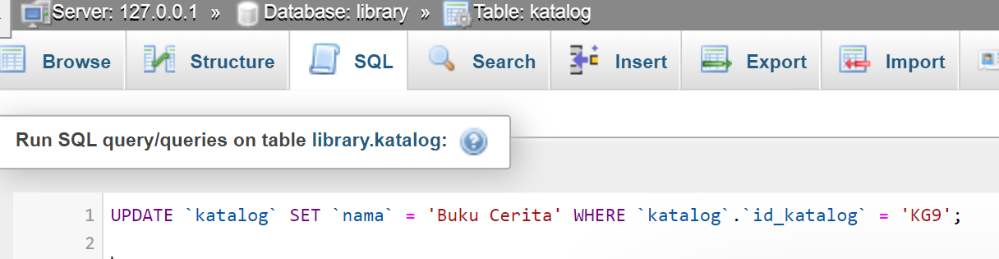 Server: 127.0.0.1 » Database: library » Table: katalog
Browse Structure SQL Search Insert Export Import
Run SQL query/queries on table library.katalog:
1 UPDATE `katalog` SET `nama` = 'Buku Cerita' WHERE `katalog`.`id_katalog` = 'KG9';
2